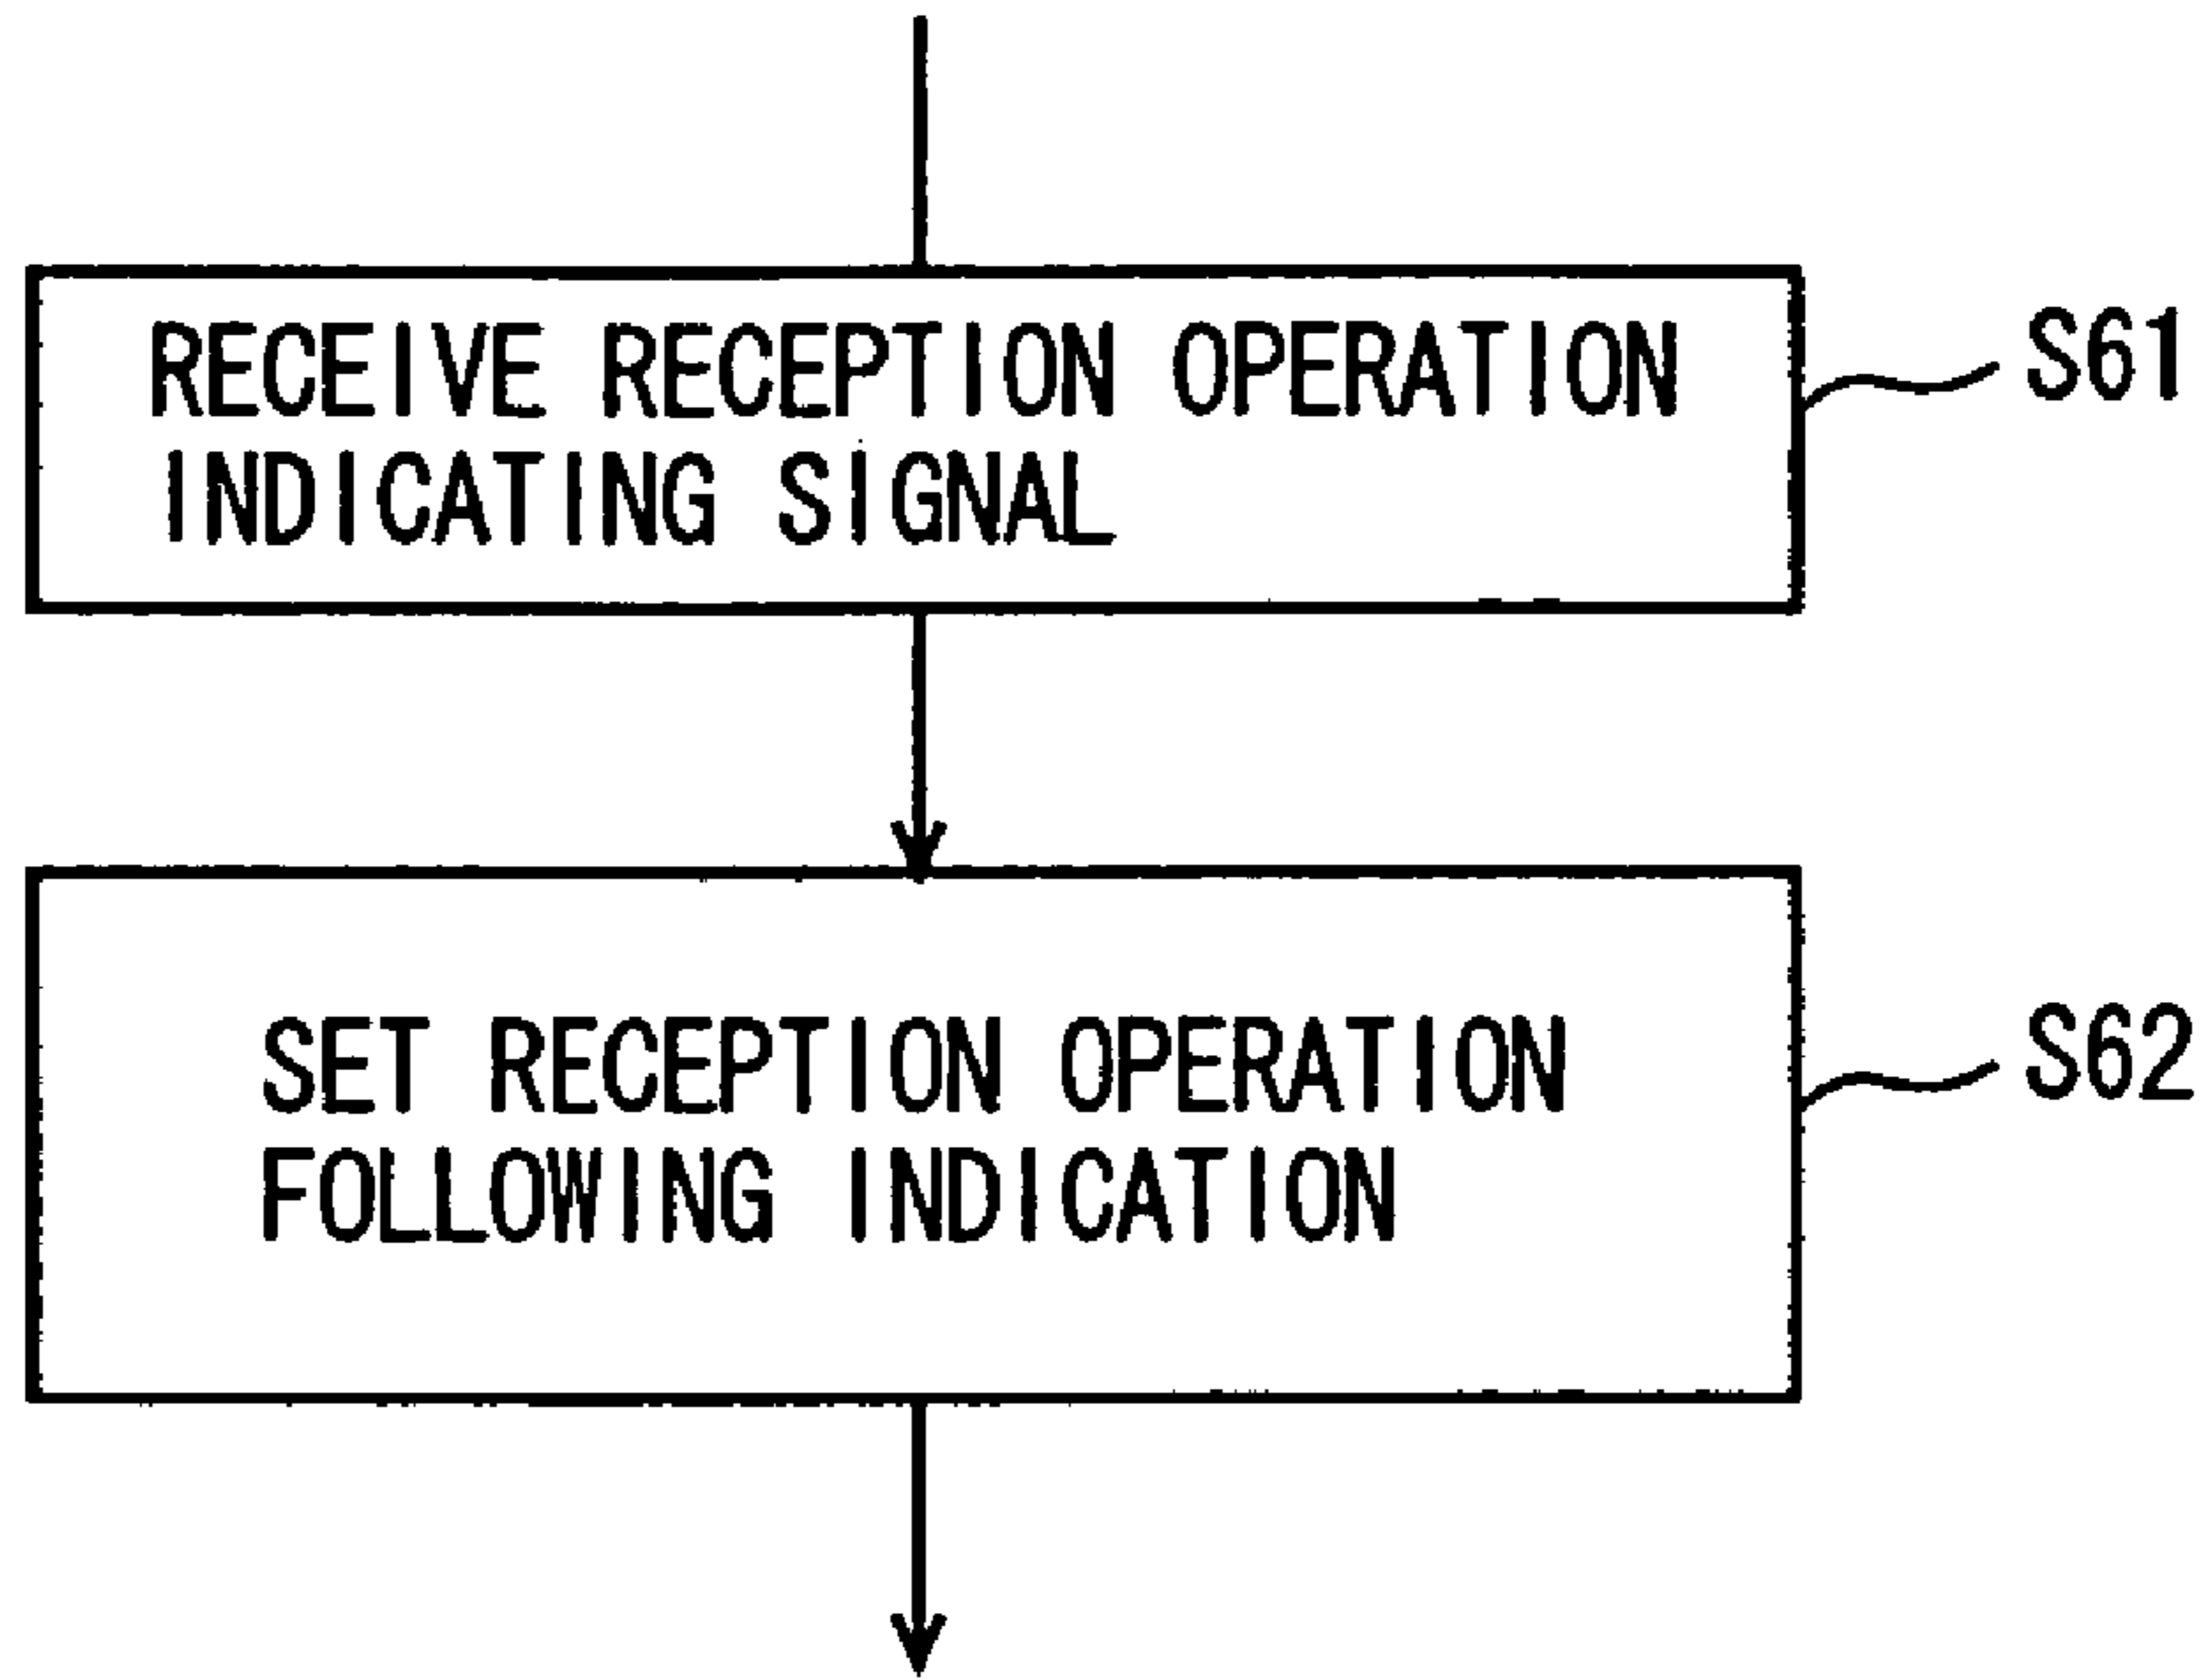 RECEIVE RECEPTION OPERATION
INDICATING SIGNAL
S61
SET RECEPTION OPERATION
FOLLOWING INDICATION
S62